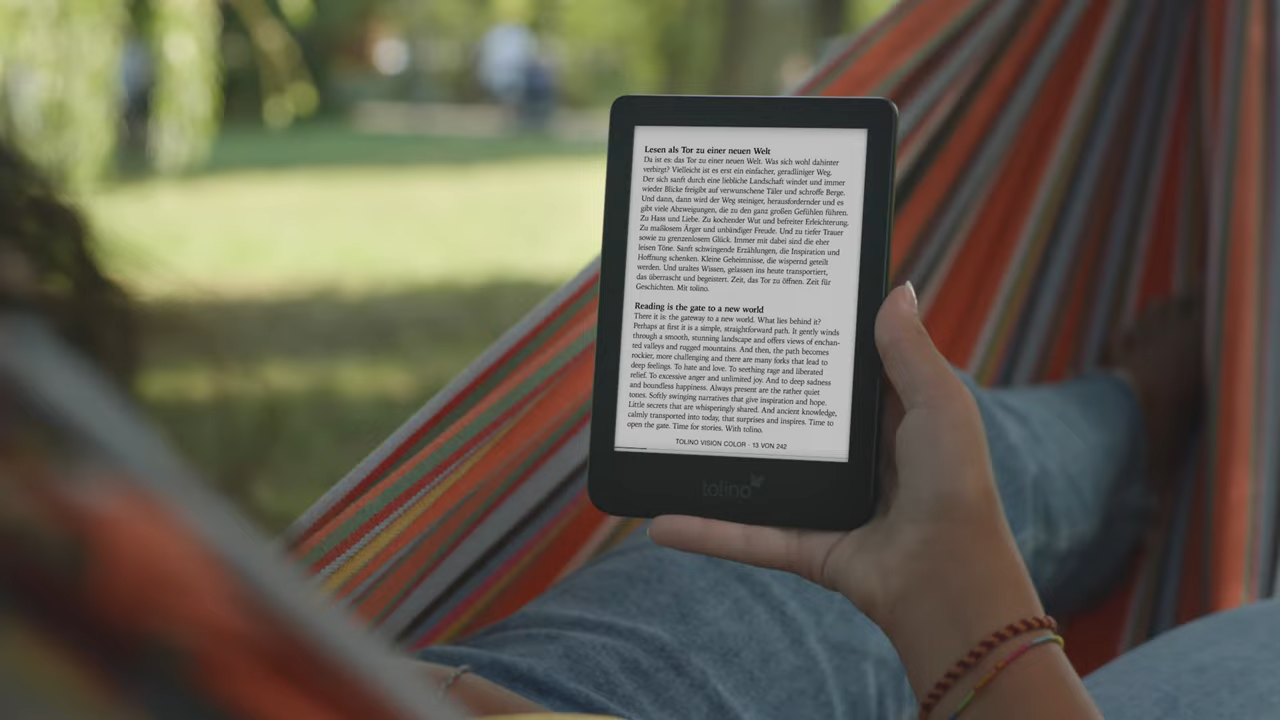 Lesen als Tor zu einer neuen Welt
Da ist es: das Tor zu einer neuen Welt. Was sich wohl dahinter
verbirgt? Vielleicht ist es erst ein einfacher, geradliniger Weg.
Der sich sanft durch eine liebliche Landschaft windet und immer
wieder Blicke freigibt auf verwunschene Täler und schroffe Berge.
Und dann, dann wird der Weg steiniger, herausfordernder und es
gibt viele Abzweigungen, die zu den ganz großen Gefühlen führen.
Zu Hass und Liebe. Zu kochender Wut und befreiter Erleichterung.
Zu maßlosem Ärger und unbändiger Freude. Und zu tiefer Trauer
sowie zu grenzenlosem Glück. Immer mit dabei sind die eher
leisen Töne. Sanft schwingende Erzählungen, die Inspiration und
Hoffnung schenken. Kleine Geheimnisse, die wispernd geteilt
werden. Und uraltes Wissen, gelassen ins heute transportiert,
das überrascht und begeistert. Zeit, das Tor zu öffnen. Zeit für
Geschichten. Mit tolino.
Reading is the gate to a new world
There it is: the gateway to a new world. What lies behind it?
Perhaps at first it is a simple, straightforward path. It gently winds
through a smooth, stunning landscape and offers views of enchan-
ted valleys and rugged mountains. And then, the path becomes
rockier, more challenging and there are many forks that lead to
deep feelings. To hate and love. To seething rage and liberated
relief. To excessive anger and unlimited joy. And to deep sadness
and boundless happiness. Always present are the rather quiet
tones. Softly swinging narratives that give inspiration and hope.
Little secrets that are whisperingly shared. And ancient knowledge,
calmly transported into today, that surprises and inspires. Time to
open the gate. Time for stories. With tolino.
TOLINO VISION COLOR · 13 VON 242
tolino